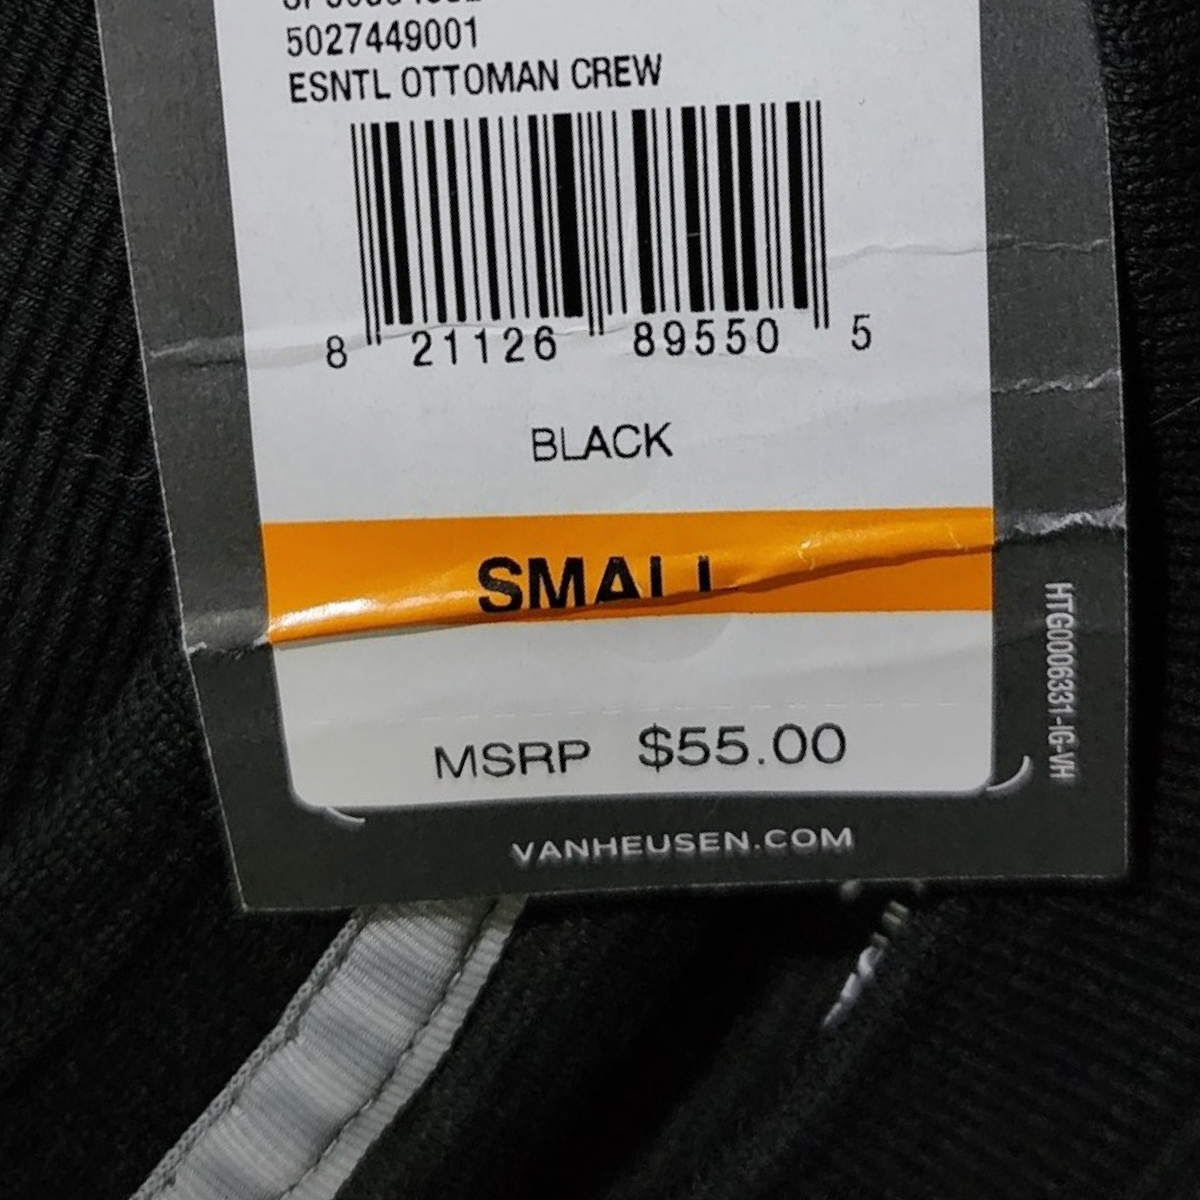 5027449001
ESNTL OTTOMAN CREW
8 21126 89550 5
BLACK
SMALL
MSRP $55.00
VANHEUSEN.COM
HTG0006331-IG-VH